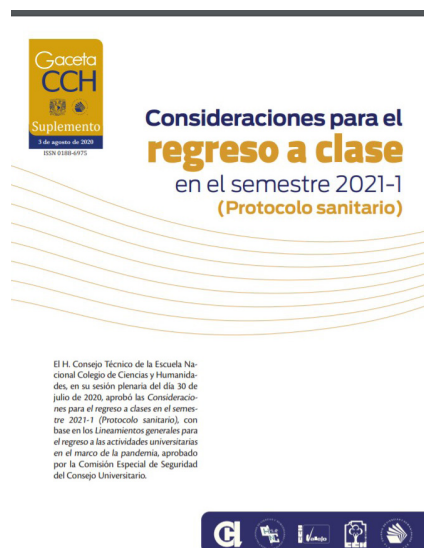 Gaceta
CCH
Suplemento
3 de agosto de 2020
ISSN 0188-6975
Consideraciones para el
regreso a clase
en el semestre 2021-1
(Protocolo sanitario)
El H. Consejo Técnico de la Escuela Na-
cional Colegio de Ciencias y Humanida-
des, en su sesión plenaria del día 30 de
julio de 2020, aprobó las Consideracio-
nes para el regreso a clases en el semes-
tre 2021-1 (Protocolo sanitario), con
base en los Lineamientos generales para
el regreso a las actividades universitarias
en el marco de la pandemia, aprobado
por la Comisión Especial de Seguridad
del Consejo Universitario.
Vallejo